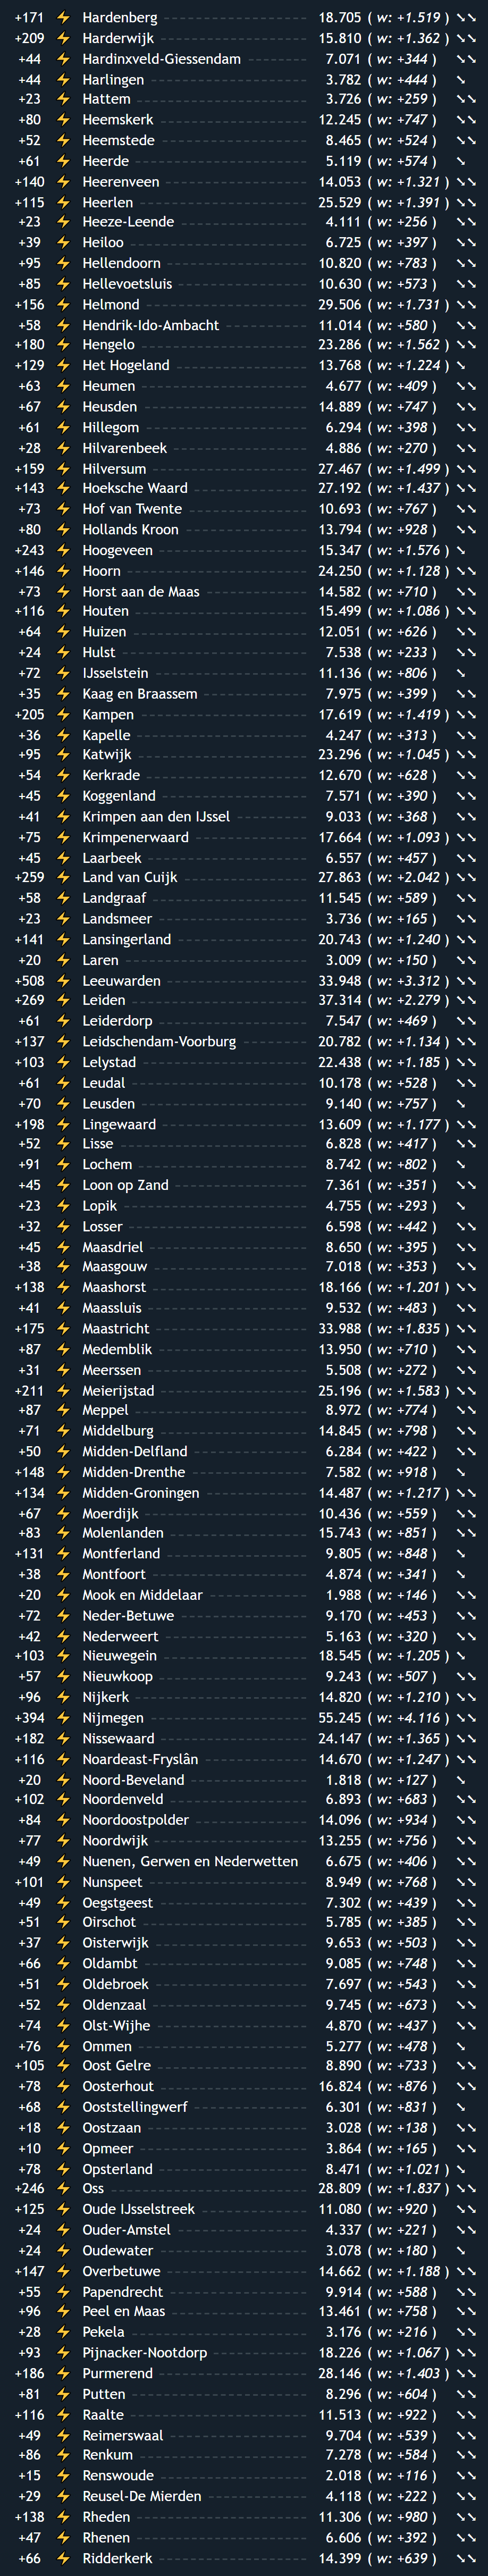 +171 ⚡ Hardenberg 18.705 ( w: +1.519 ) ↘↘
+209 ⚡ Harderwijk 15.810 ( w: +1.362 ) ↘↘
+44 ⚡ Hardinxveld-Giessendam 7.071 ( w: +344 ) ↘↘
+44 ⚡ Harlingen 3.782 ( w: +444 ) ↘
+23 ⚡ Hattem 3.726 ( w: +259 ) ↘↘
+80 ⚡ Heemskerk 12.245 ( w: +747 ) ↘↘
+52 ⚡ Heemstede 8.465 ( w: +524 ) ↘↘
+61 ⚡ Heerde 5.119 ( w: +574 ) ↘
+140 ⚡ Heerenveen 14.053 ( w: +1.321 ) ↘↘
+115 ⚡ Heerlen 25.529 ( w: +1.391 ) ↘↘
+23 ⚡ Heeze-Leende 4.111 ( w: +256 ) ↘↘
+39 ⚡ Heiloo 6.725 ( w: +397 ) ↘↘
+95 ⚡ Hellendoorn 10.820 ( w: +783 ) ↘↘
+85 ⚡ Hellevoetsluis 10.630 ( w: +573 ) ↘↘
+156 ⚡ Helmond 29.506 ( w: +1.731 ) ↘↘
+58 ⚡ Hendrik-Ido-Ambacht 11.014 ( w: +580 ) ↘↘
+180 ⚡ Hengelo 23.286 ( w: +1.562 ) ↘↘
+129 ⚡ Het Hogeland 13.768 ( w: +1.224 ) ↘
+63 ⚡ Heumen 4.677 ( w: +409 ) ↘↘
+67 ⚡ Heusden 14.889 ( w: +747 ) ↘↘
+61 ⚡ Hillegom 6.294 ( w: +398 ) ↘↘
+28 ⚡ Hilvarenbeek 4.886 ( w: +270 ) ↘↘
+159 ⚡ Hilversum 27.467 ( w: +1.499 ) ↘↘
+143 ⚡ Hoeksche Waard 27.192 ( w: +1.437 ) ↘↘
+73 ⚡ Hof van Twente 10.693 ( w: +767 ) ↘↘
+80 ⚡ Hollands Kroon 13.794 ( w: +928 ) ↘↘
+243 ⚡ Hoogeveen 15.347 ( w: +1.576 ) ↘
+146 ⚡ Hoorn 24.250 ( w: +1.128 ) ↘↘
+73 ⚡ Horst aan de Maas 14.582 ( w: +710 ) ↘↘
+116 ⚡ Houten 15.499 ( w: +1.086 ) ↘↘
+64 ⚡ Huizen 12.051 ( w: +626 ) ↘↘
+24 ⚡ Hulst 7.538 ( w: +233 ) ↘↘
+72 ⚡ IJsselstein 11.136 ( w: +806 ) ↘
+35 ⚡ Kaag en Braassem 7.975 ( w: +399 ) ↘↘
+205 ⚡ Kampen 17.619 ( w: +1.419 ) ↘↘
+36 ⚡ Kapelle 4.247 ( w: +313 ) ↘↘
+95 ⚡ Katwijk 23.296 ( w: +1.045 ) ↘↘
+54 ⚡ Kerkrade 12.670 ( w: +628 ) ↘↘
+45 ⚡ Koggenland 7.571 ( w: +390 ) ↘↘
+41 ⚡ Krimpen aan den IJssel 9.033 ( w: +368 ) ↘↘
+75 ⚡ Krimpenerwaard 17.664 ( w: +1.093 ) ↘↘
+45 ⚡ Laarbeek 6.557 ( w: +457 ) ↘↘
+259 ⚡ Land van Cuijk 27.863 ( w: +2.042 ) ↘↘
+58 ⚡ Landgraaf 11.545 ( w: +589 ) ↘↘
+23 ⚡ Landsmeer 3.736 ( w: +165 ) ↘↘
+141 ⚡ Lansingerland 20.743 ( w: +1.240 ) ↘↘
+20 ⚡ Laren 3.009 ( w: +150 ) ↘↘
+508 ⚡ Leeuwarden 33.948 ( w: +3.312 ) ↘↘
+269 ⚡ Leiden 37.314 ( w: +2.279 ) ↘↘
+61 ⚡ Leiderdorp 7.547 ( w: +469 ) ↘↘
+137 ⚡ Leidschendam-Voorburg 20.782 ( w: +1.134 ) ↘↘
+103 ⚡ Lelystad 22.438 ( w: +1.185 ) ↘↘
+61 ⚡ Leudal 10.178 ( w: +528 ) ↘↘
+70 ⚡ Leusden 9.140 ( w: +757 ) ↘
+198 ⚡ Lingewaard 13.609 ( w: +1.177 ) ↘↘
+52 ⚡ Lisse 6.828 ( w: +417 ) ↘↘
+91 ⚡ Lochem 8.742 ( w: +802 ) ↘
+45 ⚡ Loon op Zand 7.361 ( w: +351 ) ↘↘
+23 ⚡ Lopik 4.755 ( w: +293 ) ↘
+32 ⚡ Losser 6.598 ( w: +442 ) ↘↘
+45 ⚡ Maasdriel 8.650 ( w: +395 ) ↘↘
+38 ⚡ Maasgouw 7.018 ( w: +353 ) ↘↘
+138 ⚡ Maashorst 18.166 ( w: +1.201 ) ↘↘
+41 ⚡ Maassluis 9.532 ( w: +483 ) ↘↘
+175 ⚡ Maastricht 33.988 ( w: +1.835 ) ↘↘
+87 ⚡ Medemblik 13.950 ( w: +710 ) ↘↘
+31 ⚡ Meerssen 5.508 ( w: +272 ) ↘↘
+211 ⚡ Meierijstad 25.196 ( w: +1.583 ) ↘↘
+87 ⚡ Meppel 8.972 ( w: +774 ) ↘↘
+71 ⚡ Middelburg 14.845 ( w: +798 ) ↘↘
+50 ⚡ Midden-Delfland 6.284 ( w: +422 ) ↘↘
+148 ⚡ Midden-Drenthe 7.582 ( w: +918 ) ↘
+134 ⚡ Midden-Groningen 14.487 ( w: +1.217 ) ↘↘
+67 ⚡ Moerdijk 10.436 ( w: +559 ) ↘↘
+83 ⚡ Molenlanden 15.743 ( w: +851 ) ↘↘
+131 ⚡ Montferland 9.805 ( w: +848 ) ↘
+38 ⚡ Montfoort 4.874 ( w: +341 ) ↘
+20 ⚡ Mook en Middelaar 1.988 ( w: +146 ) ↘↘
+72 ⚡ Neder-Betuwe 9.170 ( w: +453 ) ↘↘
+42 ⚡ Nederweert 5.163 ( w: +320 ) ↘↘
+103 ⚡ Nieuwegein 18.545 ( w: +1.205 ) ↘
+57 ⚡ Nieuwkoop 9.243 ( w: +507 ) ↘↘
+96 ⚡ Nijkerk 14.820 ( w: +1.210 ) ↘↘
+394 ⚡ Nijmegen 55.245 ( w: +4.116 ) ↘↘
+182 ⚡ Nissewaard 24.147 ( w: +1.365 ) ↘↘
+116 ⚡ Noardeast-Fryslân 14.670 ( w: +1.247 ) ↘↘
+20 ⚡ Noord-Beveland 1.818 ( w: +127 ) ↘
+102 ⚡ Noordenveld 6.893 ( w: +683 ) ↘↘
+84 ⚡ Noordoostpolder 14.096 ( w: +934 ) ↘↘
+77 ⚡ Noordwijk 13.255 ( w: +756 ) ↘↘
+49 ⚡ Nuenen, Gerwen en Nederwetten 6.675 ( w: +406 ) ↘↘
+101 ⚡ Nunspeet 8.949 ( w: +768 ) ↘↘
+49 ⚡ Oegstgeest 7.302 ( w: +439 ) ↘↘
+51 ⚡ Oirschot 5.785 ( w: +385 ) ↘↘
+37 ⚡ Oisterwijk 9.653 ( w: +503 ) ↘↘
+66 ⚡ Oldambt 9.085 ( w: +748 ) ↘↘
+51 ⚡ Oldebroek 7.697 ( w: +543 ) ↘↘
+52 ⚡ Oldenzaal 9.745 ( w: +673 ) ↘↘
+74 ⚡ Olst-Wijhe 4.870 ( w: +437 ) ↘↘
+76 ⚡ Ommen 5.277 ( w: +478 ) ↘
+105 ⚡ Oost Gelre 8.890 ( w: +733 ) ↘↘
+78 ⚡ Oosterhout 16.824 ( w: +876 ) ↘↘
+68 ⚡ Ooststellingwerf 6.301 ( w: +831 ) ↘
+18 ⚡ Oostzaan 3.028 ( w: +138 ) ↘↘
+10 ⚡ Opmeer 3.864 ( w: +165 ) ↘↘
+78 ⚡ Opsterland 8.471 ( w: +1.021 ) ↘
+246 ⚡ Oss 28.809 ( w: +1.837 ) ↘↘
+125 ⚡ Oude IJsselstreek 11.080 ( w: +920 ) ↘↘
+24 ⚡ Ouder-Amstel 4.337 ( w: +221 ) ↘↘
+24 ⚡ Oudewater 3.078 ( w: +180 ) ↘
+147 ⚡ Overbetuwe 14.662 ( w: +1.188 ) ↘↘
+55 ⚡ Papendrecht 9.914 ( w: +588 ) ↘↘
+96 ⚡ Peel en Maas 13.461 ( w: +758 ) ↘↘
+28 ⚡ Pekela 3.176 ( w: +216 ) ↘↘
+93 ⚡ Pijnacker-Nootdorp 18.226 ( w: +1.067 ) ↘↘
+186 ⚡ Purmerend 28.146 ( w: +1.403 ) ↘↘
+81 ⚡ Putten 8.296 ( w: +604 ) ↘↘
+116 ⚡ Raalte 11.513 ( w: +922 ) ↘↘
+49 ⚡ Reimerswaal 9.704 ( w: +539 ) ↘↘
+86 ⚡ Renkum 7.278 ( w: +584 ) ↘↘
+15 ⚡ Renswoude 2.018 ( w: +116 ) ↘↘
+29 ⚡ Reusel-De Mierden 4.118 ( w: +222 ) ↘↘
+138 ⚡ Rheden 11.306 ( w: +980 ) ↘↘
+47 ⚡ Rhenen 6.606 ( w: +392 ) ↘↘
+66 ⚡ Ridderkerk 14.399 ( w: +639 ) ↘↘